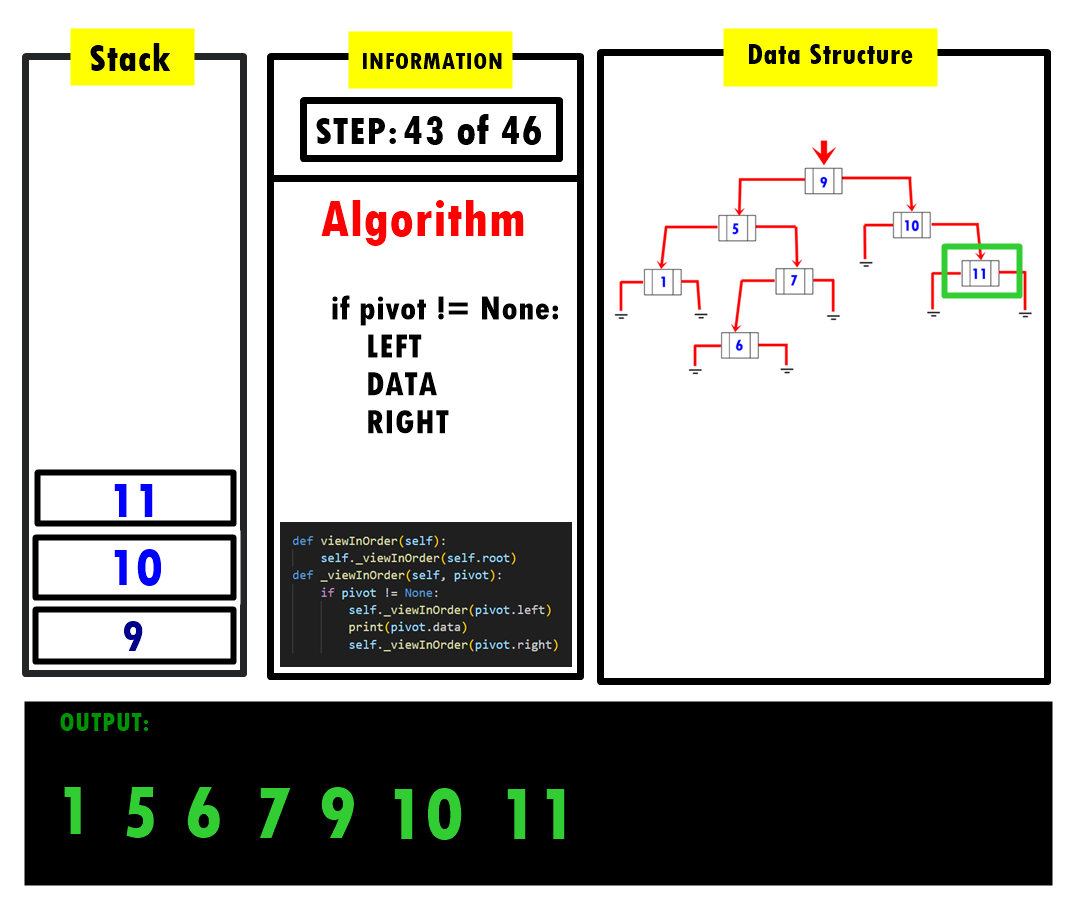 Stack
11
10
9
INFORMATION
STEP: 43 of 46
Algorithm
if pivot != None:
LEFT
DATA
RIGHT
def viewInOrder(self):
    self._viewInOrder(self.root)
def _viewInOrder(self, pivot):
    if pivot != None:
        self._viewInOrder(pivot.left)
        print(pivot.data)
        self._viewInOrder(pivot.right)
Data Structure
9
5
10
1
7
11
6
OUTPUT:
1 5 6 7 9 10 11